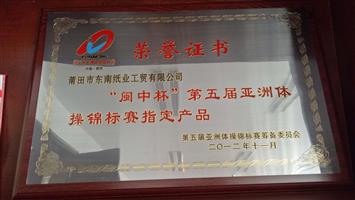 荣誉证书
莆田市东南纸业工贸有限公司
“闽中杯”第五届亚洲体
操锦标赛指定产品
第五届亚洲体操锦标赛筹备委员会
二〇一二年十一月